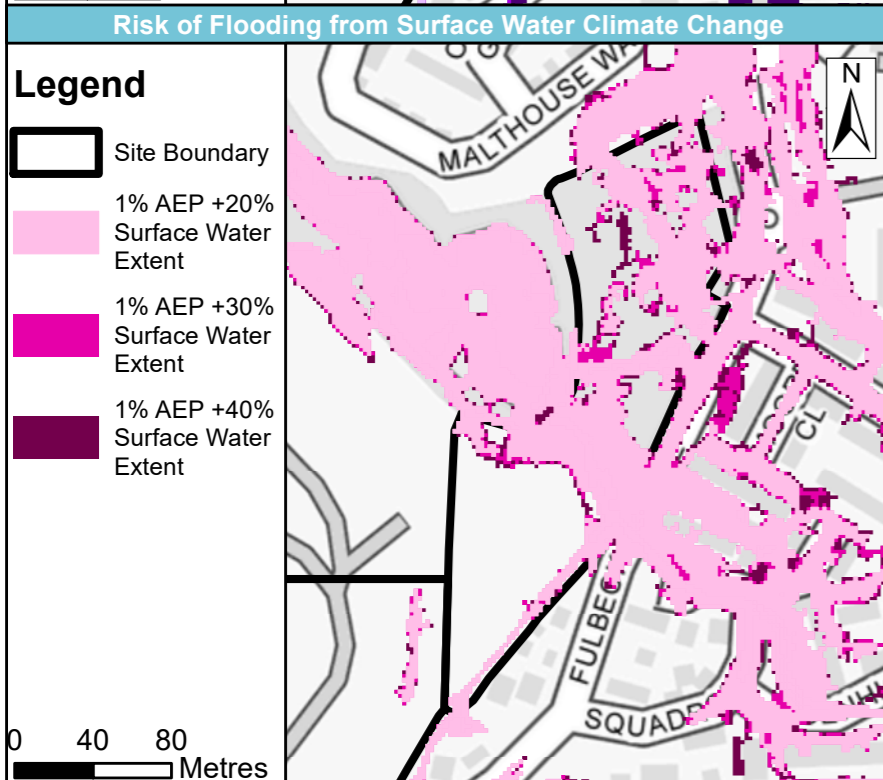 Risk of Flooding from Surface Water Climate Change
Legend
Site Boundary
1% AEP +20%
Surface Water
Extent
1% AEP +30%
Surface Water
Extent
1% AEP +40%
Surface Water
Extent
0 40 80
Metres
N
MALTHOUSE WA
CL
FULBEC
SQUADR